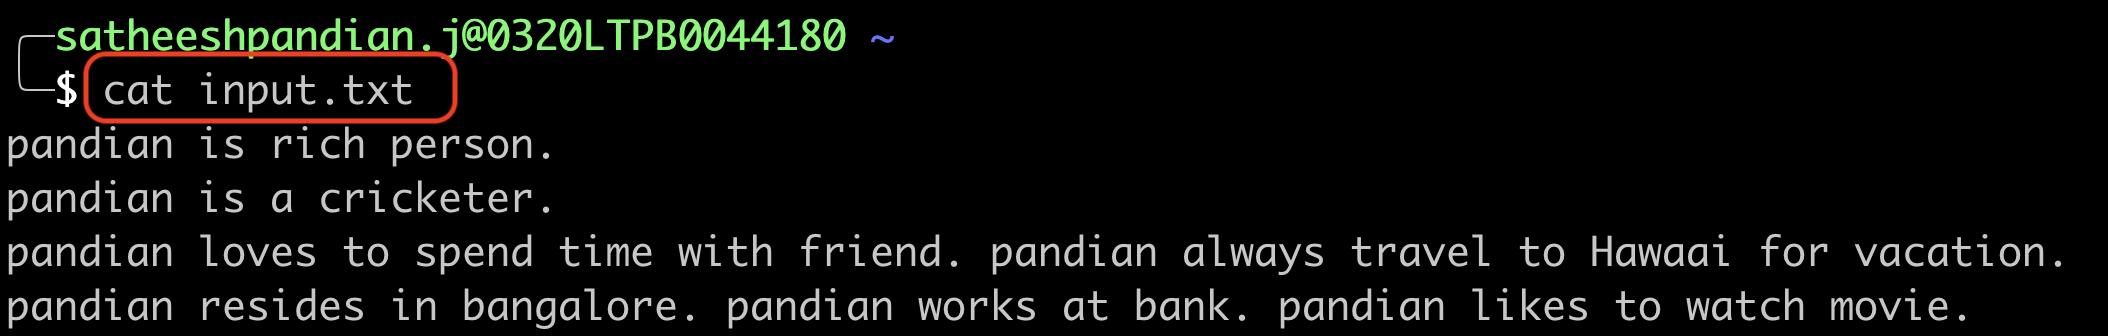 satheeshpandian.j@0320LTPB0044180 ~
$ cat input.txt
pandian is rich person.
pandian is a cricketer.
pandian loves to spend time with friend. pandian always travel to Hawaai for vacation.
pandian resides in bangalore. pandian works at bank. pandian likes to watch movie.